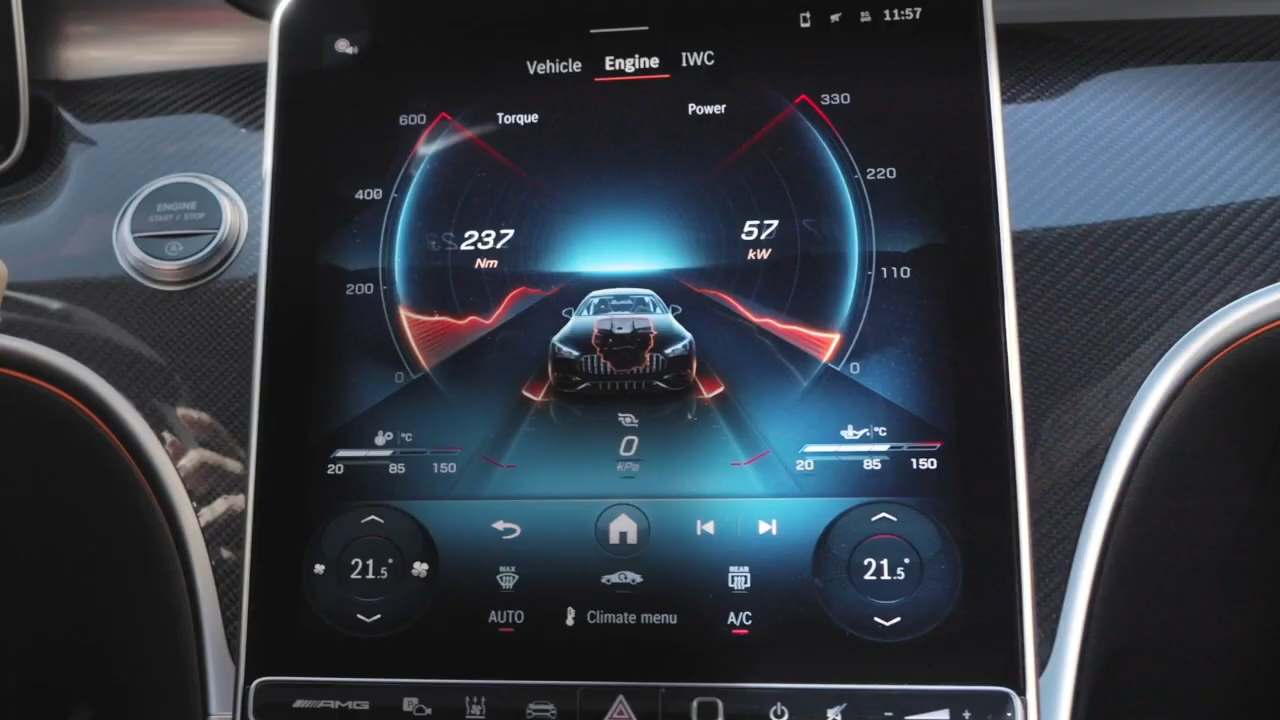 11:57
Vehicle Engine IWC
Torque Power
600 330
400 220
237 57
Nm kW
200 110
0 0
ENGINE
START / STOP
0
kPa
°C °C
20 85 150 20 85 150
21.5° 21.5°
MAX REAR
AUTO Climate menu A/C
AMG P - +